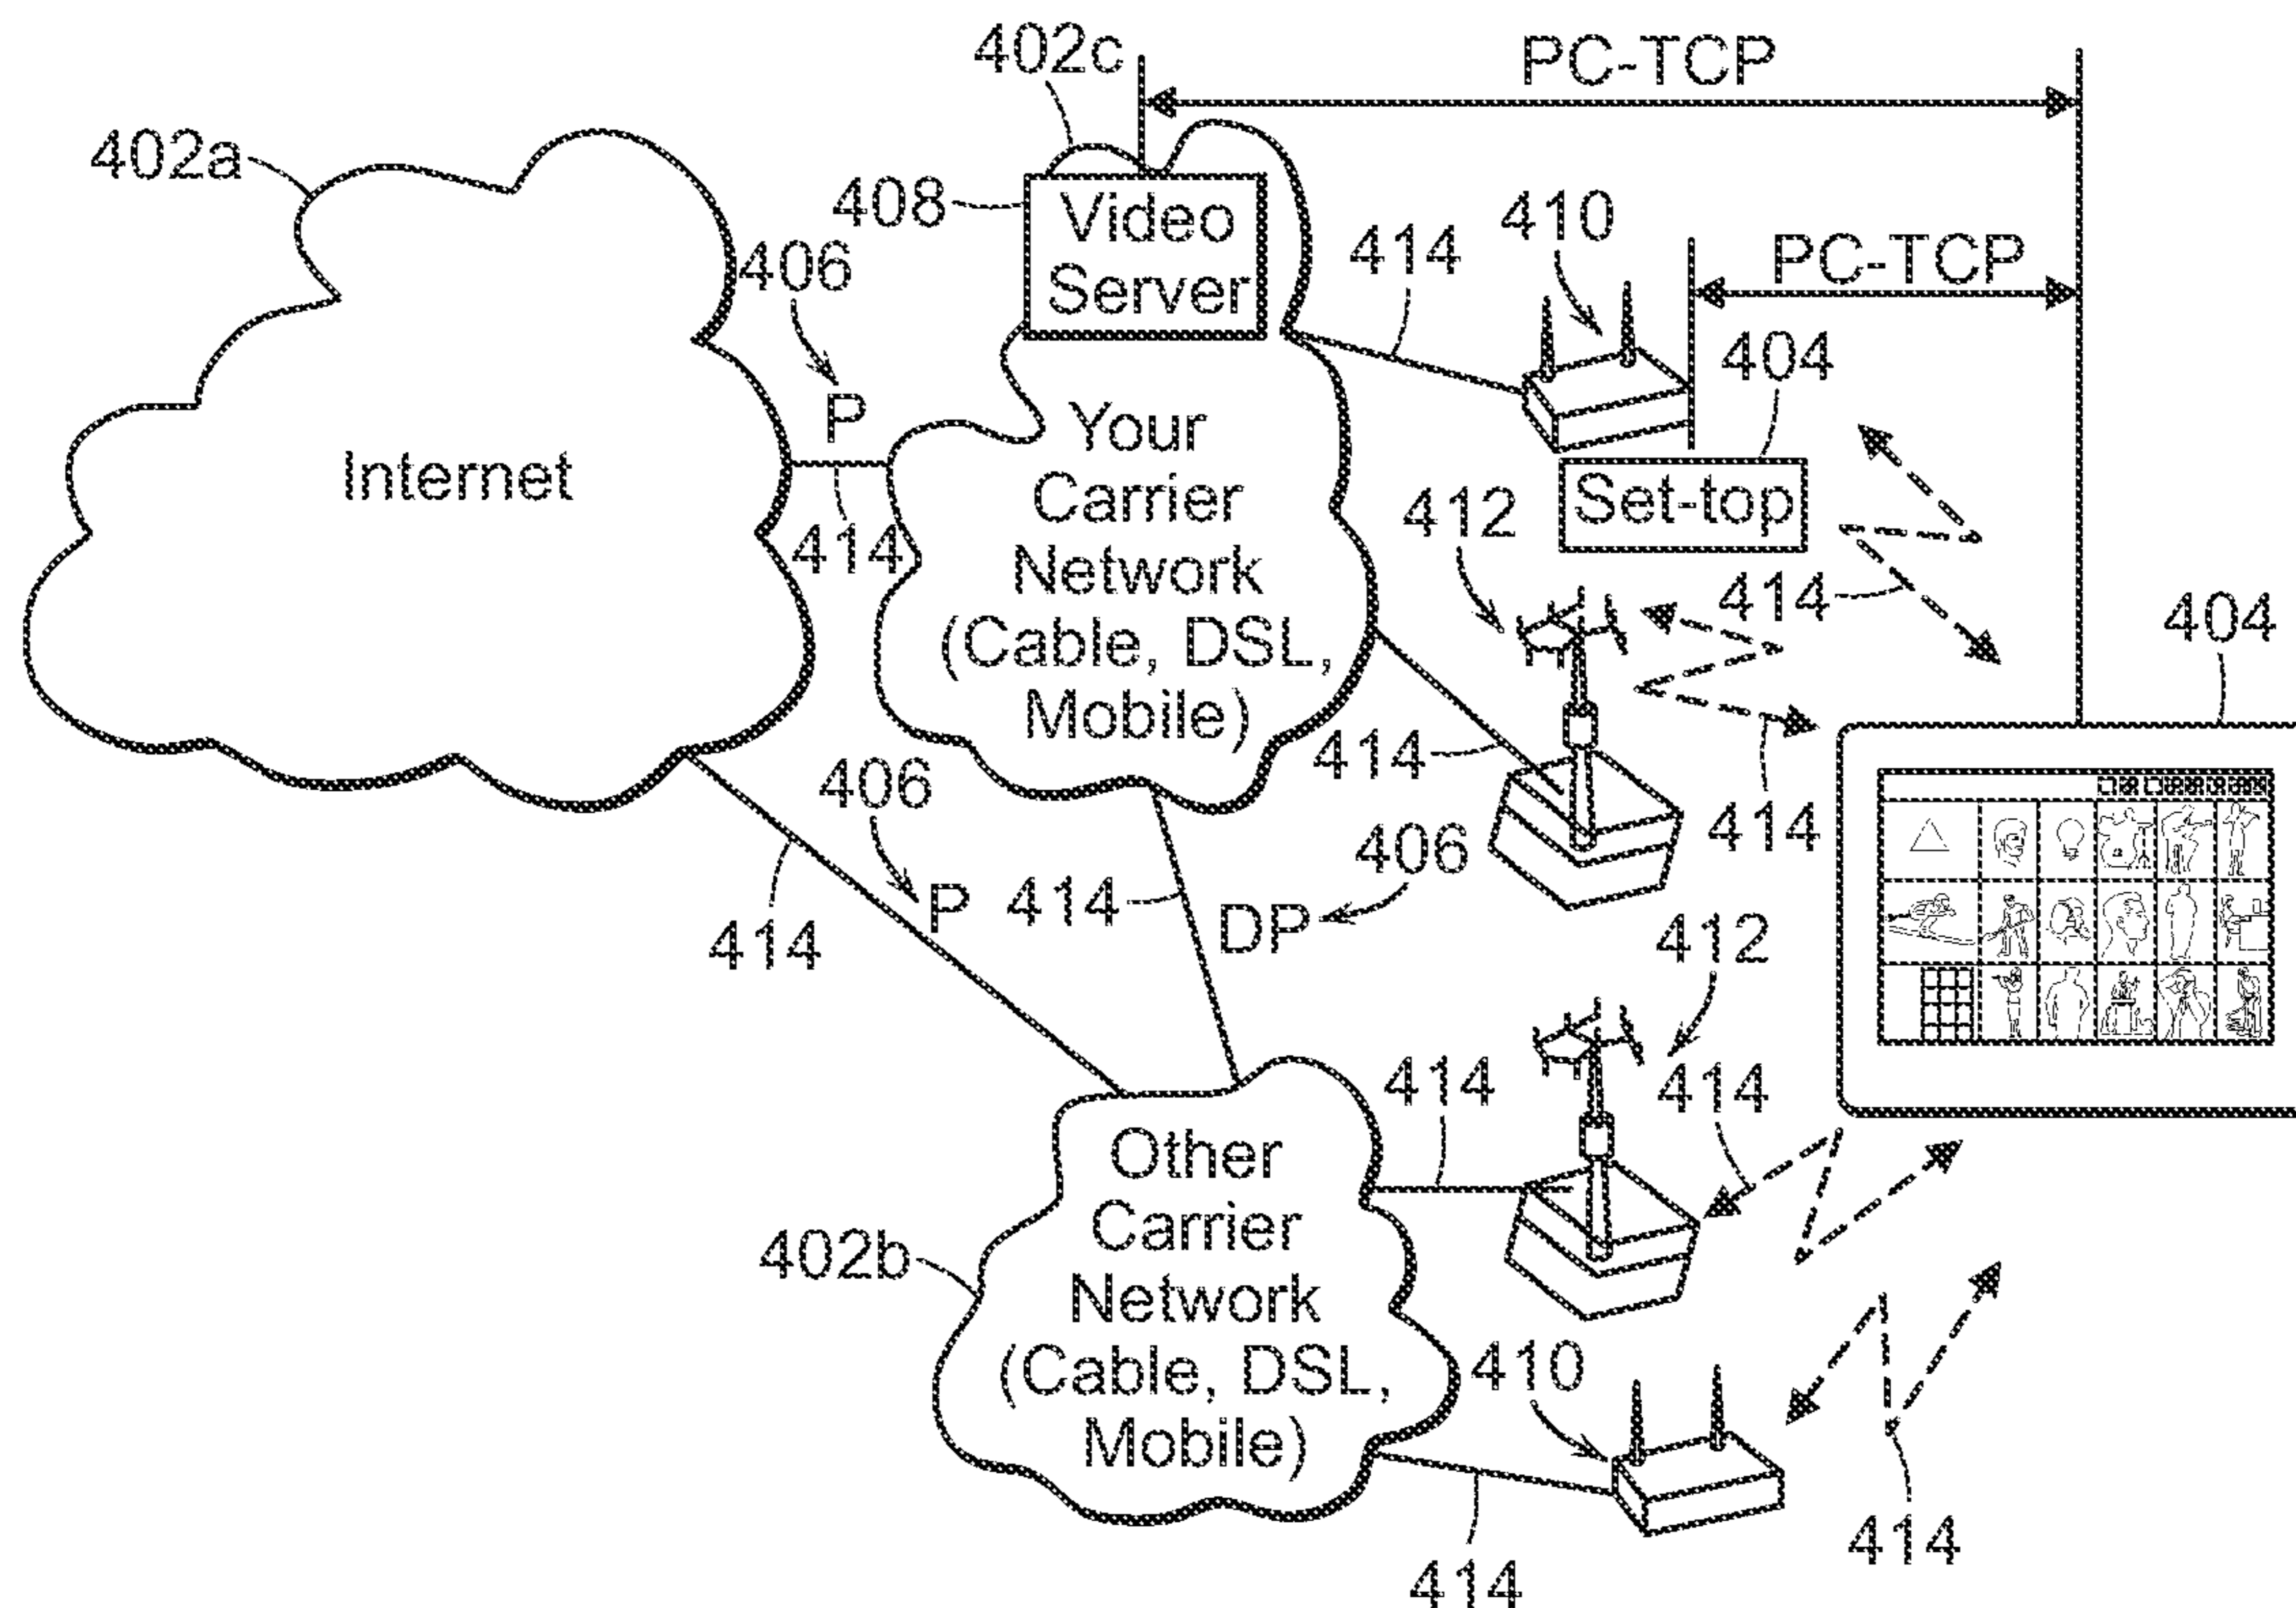 402c
PC-TCP
402a
408
Video
Server
406
P
414
410
PC-TCP
404
414
Internet
414
Your
Carrier
Network
(Cable, DSL,
Mobile)
Set-top
412
414
404
414
414
406
P
414
414
DP
406
412
414
414
402b
Other
Carrier
Network
(Cable, DSL,
Mobile)
410
414
414